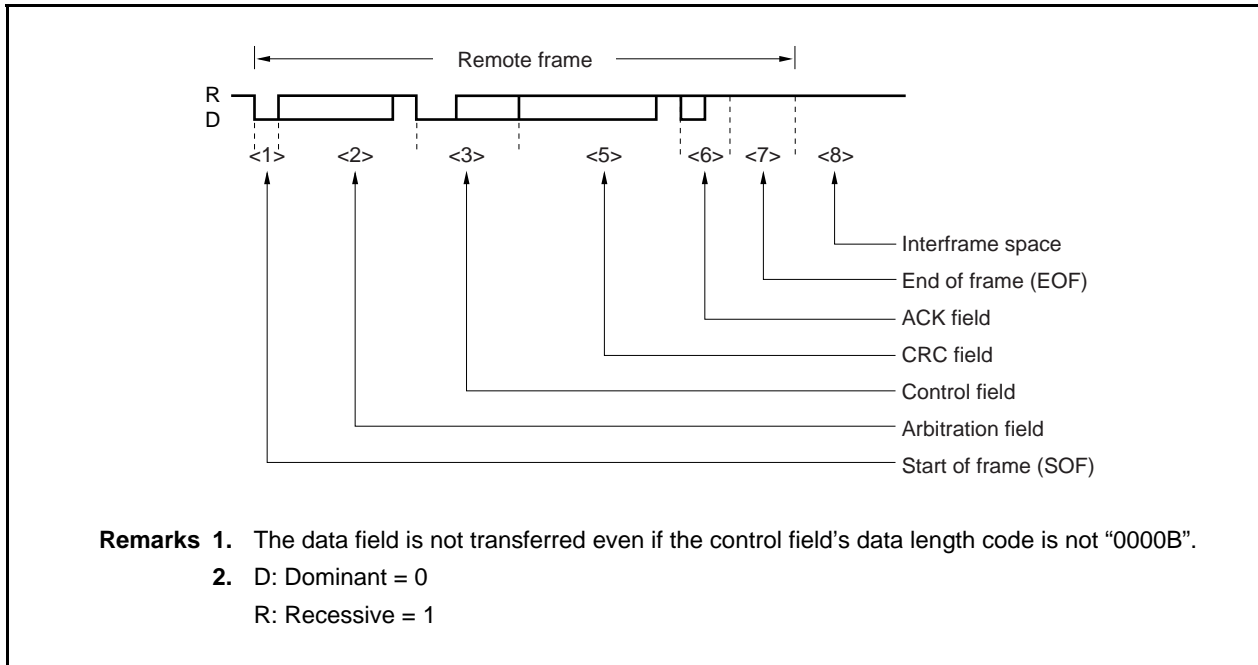 Remote frame
R
D
<1> <2> <3> <5> <6> <7> <8>
Interframe space
End of frame (EOF)
ACK field
CRC field
Control field
Arbitration field
Start of frame (SOF)
Remarks 1. The data field is not transferred even if the control field's data length code is not “0000B”.
2. D: Dominant = 0
R: Recessive = 1